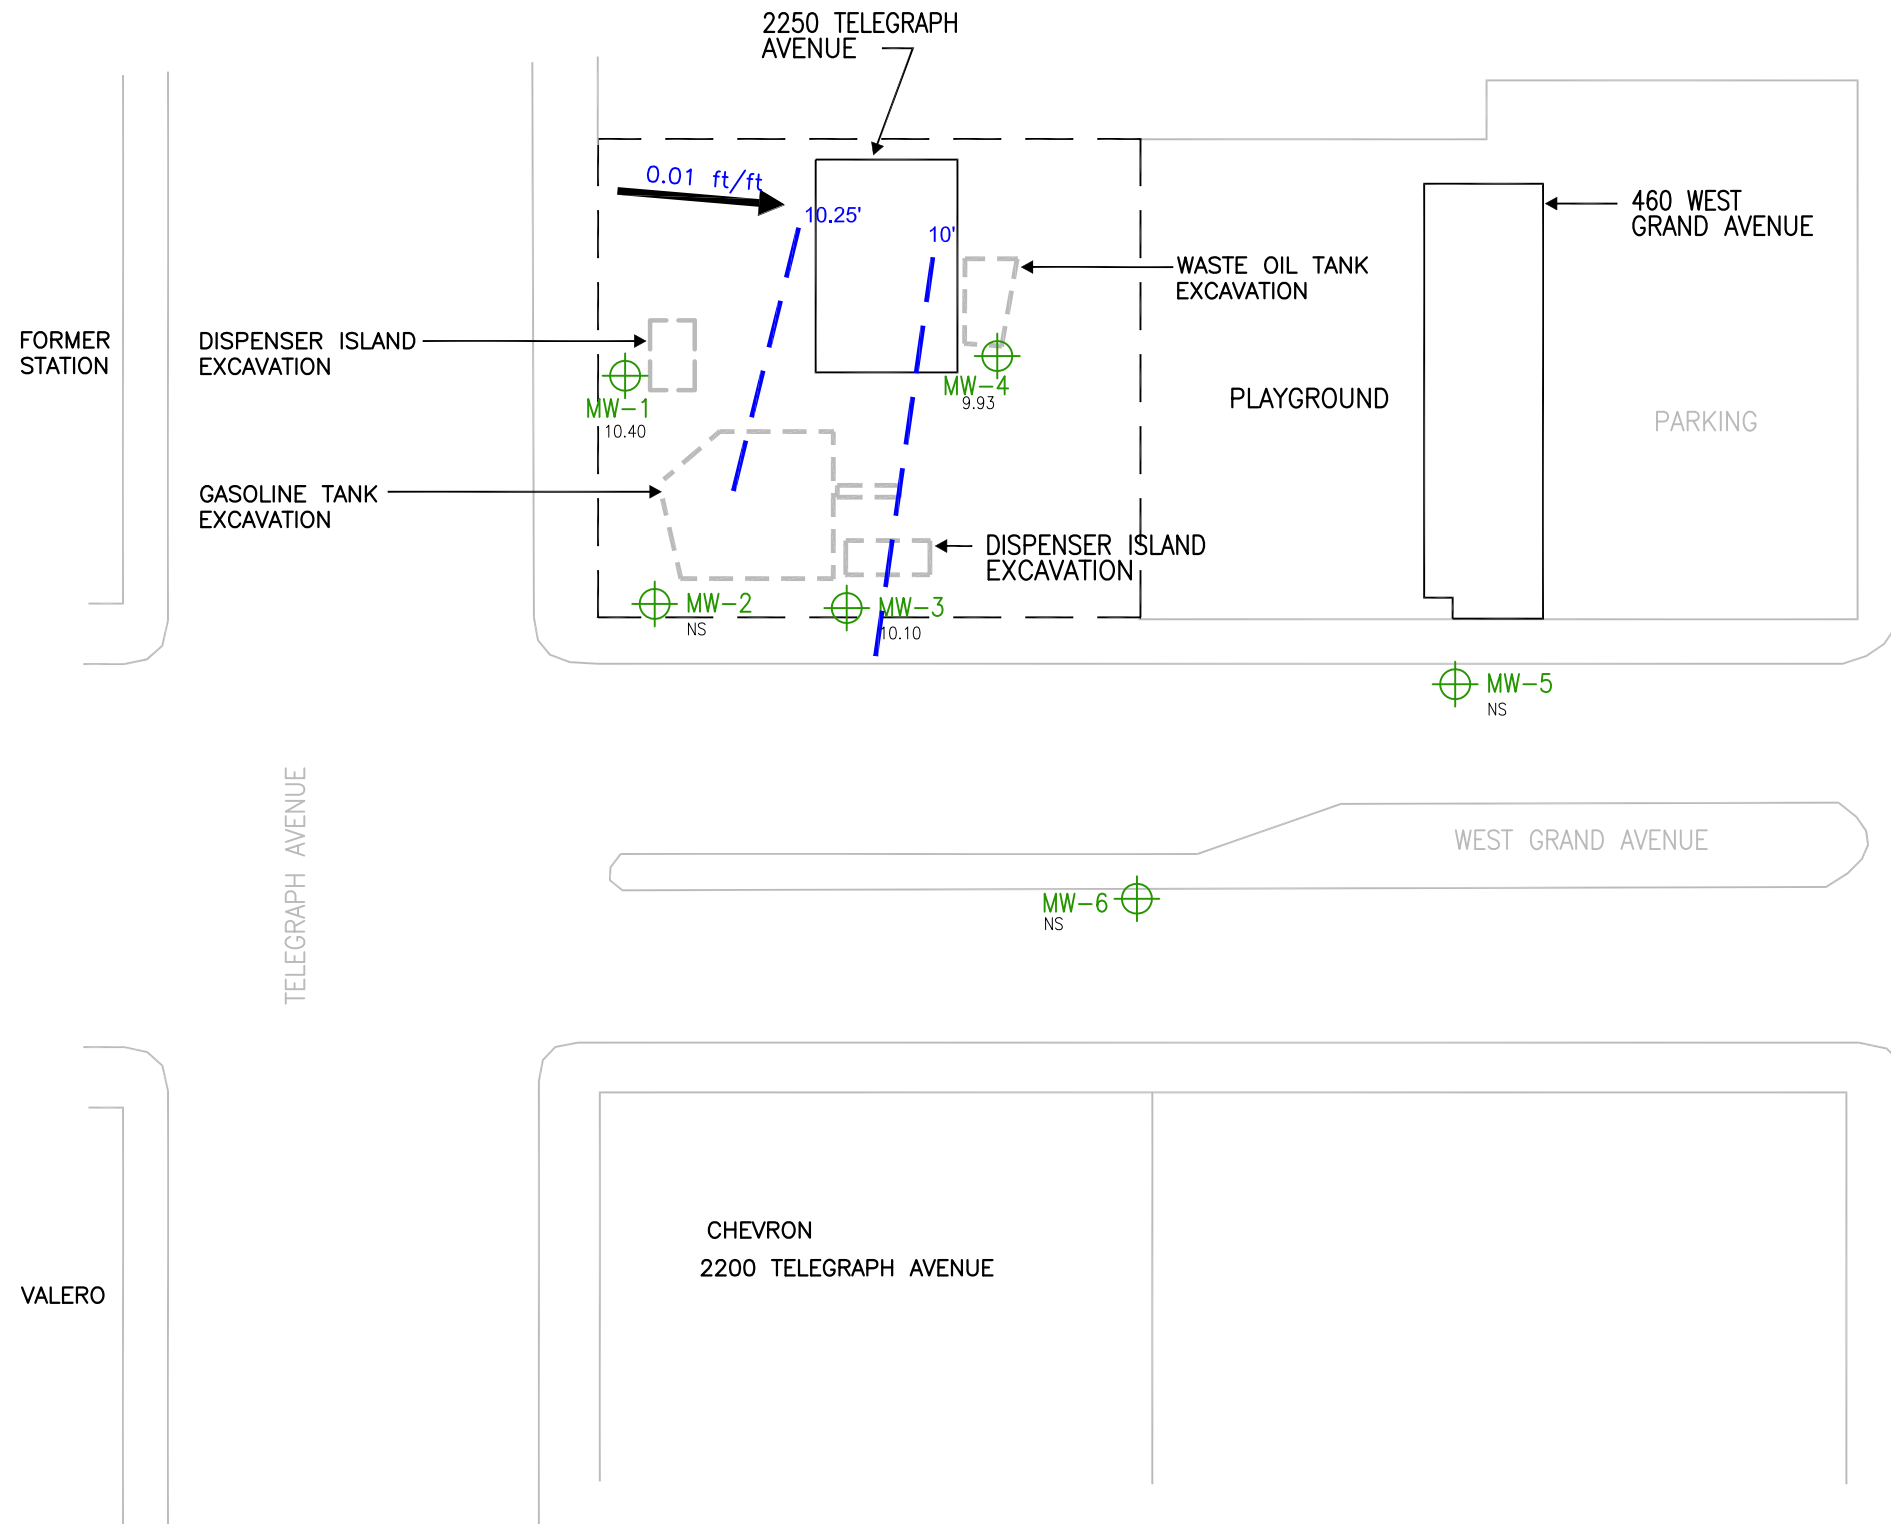 2250 TELEGRAPH
AVENUE
0.01 ft/ft
10.25'
10'
460 WEST
GRAND AVENUE
WASTE OIL TANK
EXCAVATION
FORMER
STATION
DISPENSER ISLAND
EXCAVATION
MW-1
10.40
MW-4
9.93
PLAYGROUND
PARKING
GASOLINE TANK
EXCAVATION
DISPENSER ISLAND
EXCAVATION
MW-2
NS
MW-3
10.10
MW-5
NS
TELEGRAPH AVENUE
WEST GRAND AVENUE
MW-6
NS
CHEVRON
2200 TELEGRAPH AVENUE
VALERO